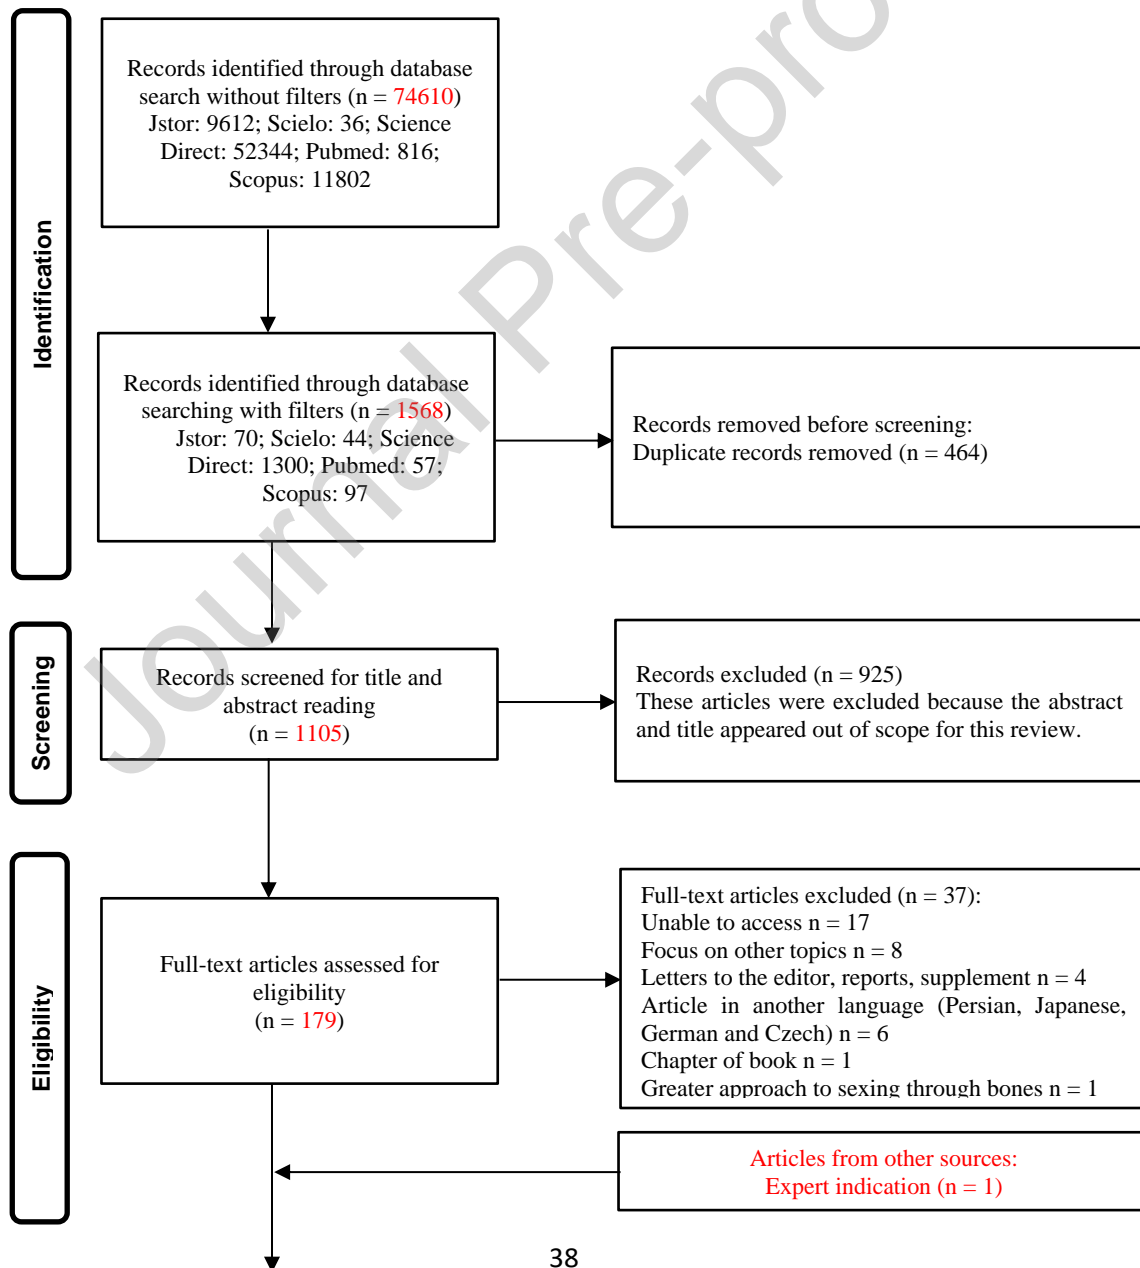 Identification
Records identified through database
search without filters (n = 74610)
Jstor: 9612; Scielo: 36; Science
Direct: 52344; Pubmed: 816;
Scopus: 11802
Records identified through database
searching with filters (n = 1568)
Jstor: 70; Scielo: 44; Science
Direct: 1300; Pubmed: 57;
Scopus: 97
Records removed before screening:
Duplicate records removed (n = 464)
Screening
Records screened for title and
abstract reading
(n = 1105)
Records excluded (n = 925)
These articles were excluded because the abstract
and title appeared out of scope for this review.
Eligibility
Full-text articles assessed for
eligibility
(n = 179)
Full-text articles excluded (n = 37):
Unable to access n = 17
Focus on other topics n = 8
Letters to the editor, reports, supplement n = 4
Article in another language (Persian, Japanese,
German and Czech) n = 6
Chapter of book n = 1
Greater approach to sexing through bones n = 1
Articles from other sources:
Expert indication (n = 1)
38
Journal Pre-pro